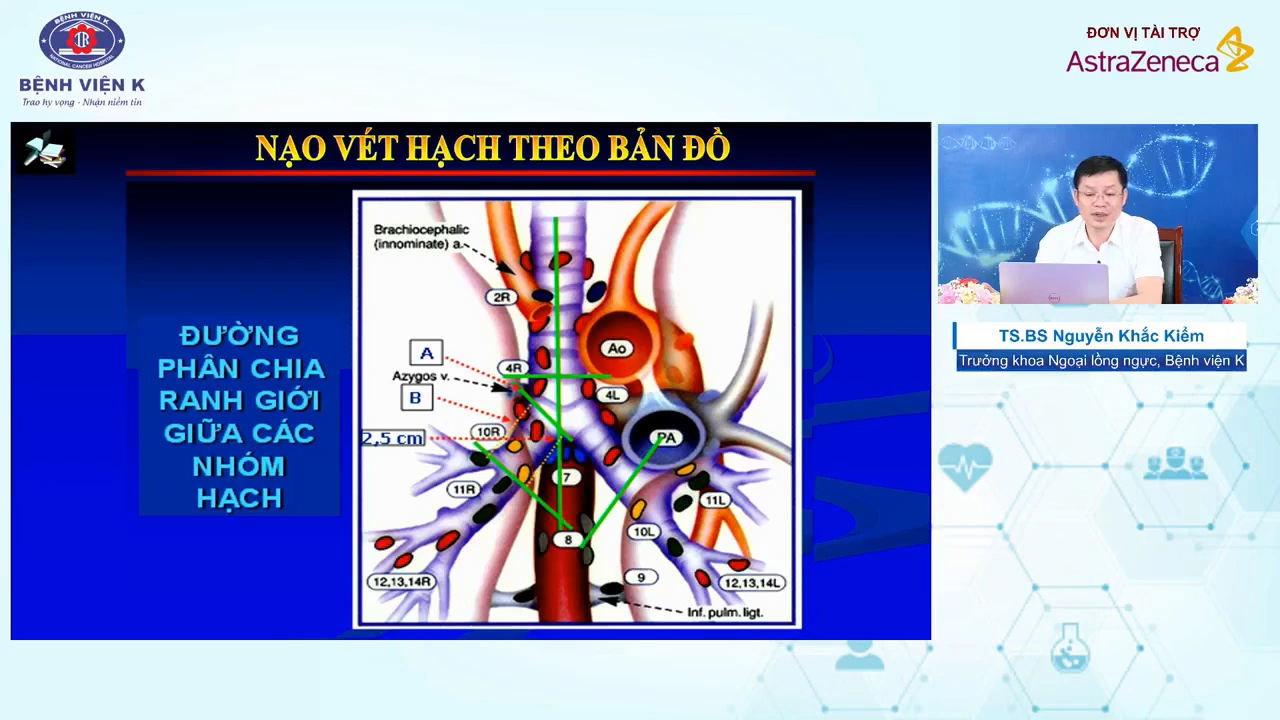 BỆNH VIỆN K
NATIONAL CANCER HOSPITAL
BỆNH VIỆN K
Trao hy vọng - Nhận niềm tin
ĐƠN VỊ TÀI TRỢ
AstraZeneca
NẠO VÉT HẠCH THEO BẢN ĐỒ
ĐƯỜNG
PHÂN CHIA
RANH GIỚI
GIỮA CÁC
NHÓM
HẠCH
Brachiocephalic
(innominate) a.
2R
Ao
A
4R
Azygos v.
B
4L
10R
2,5 cm
PA
7
11R
11L
10L
8
12,13,14R
9
12,13,14L
Inf. pulm. ligt.
TS.BS Nguyễn Khắc Kiểm
Trưởng khoa Ngoại lồng ngực, Bệnh viện K